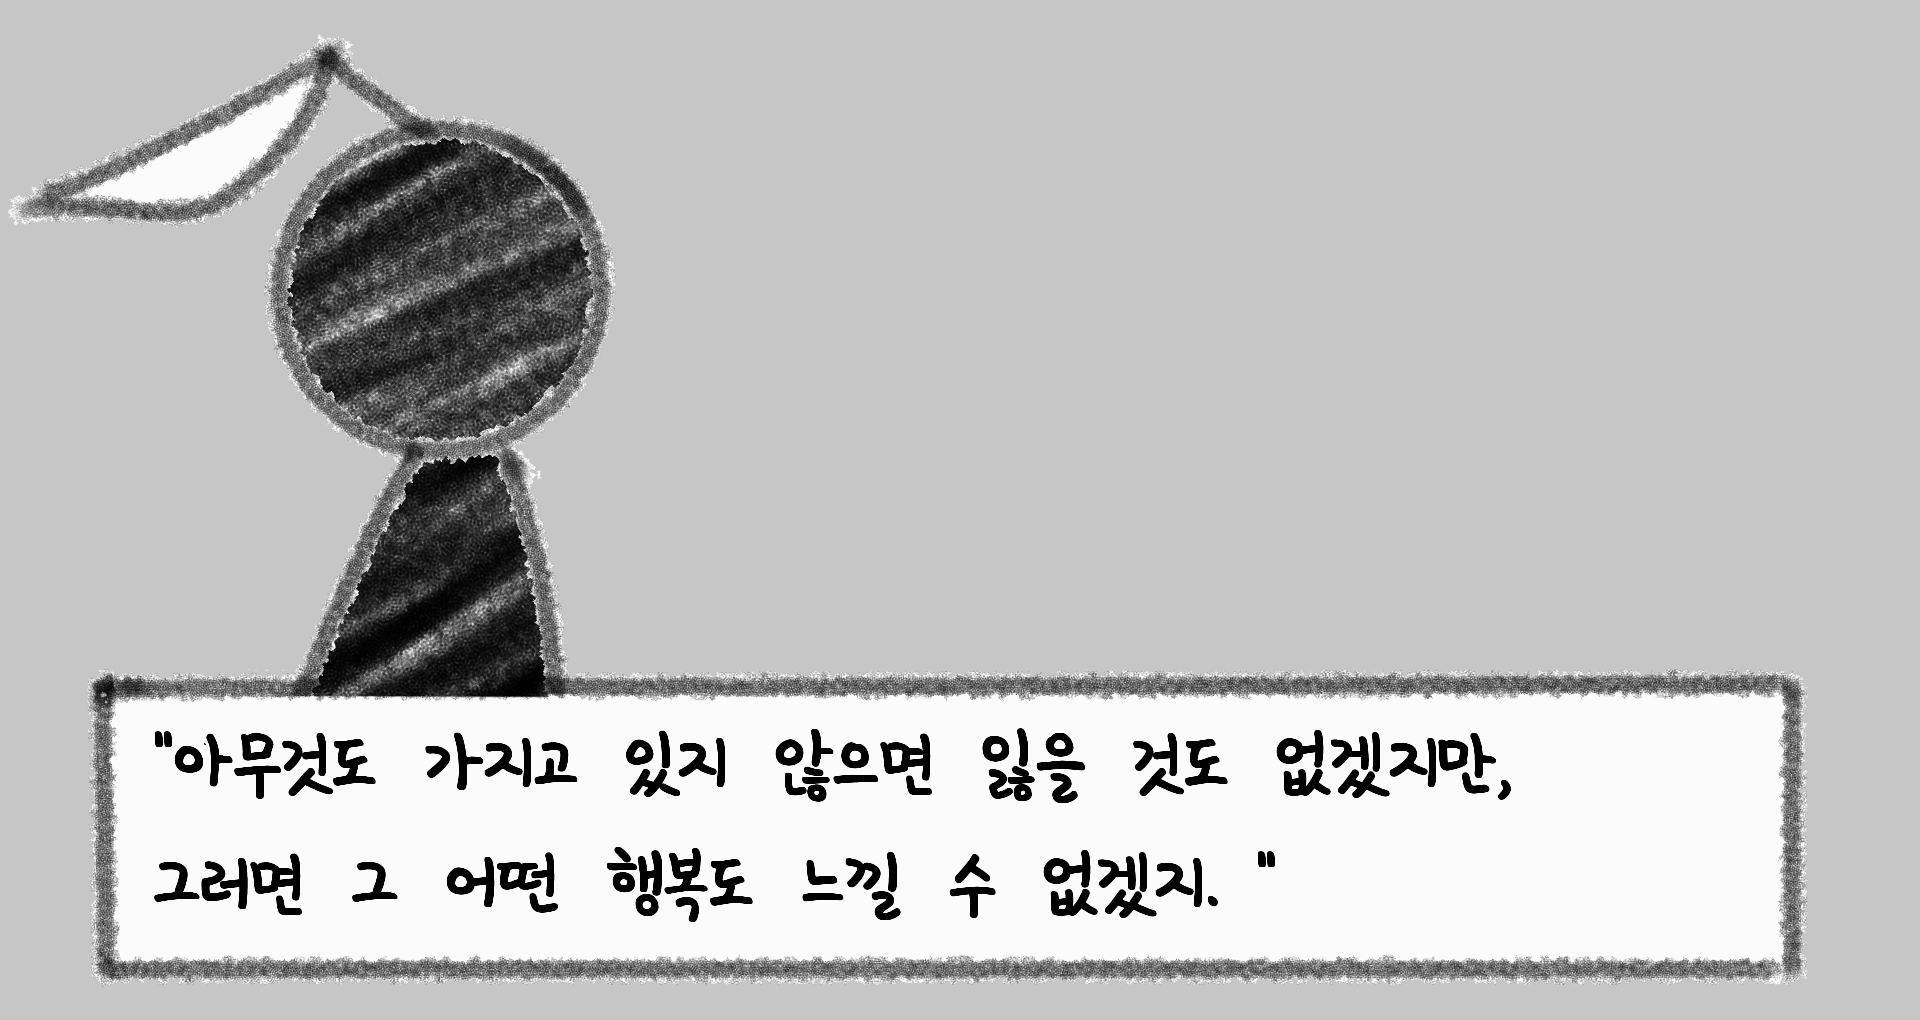 "아무것도 가지고 있지 않으면 잃을 것도 없겠지만,
그러면 그 어떤 행복도 느낄 수 없겠지. "